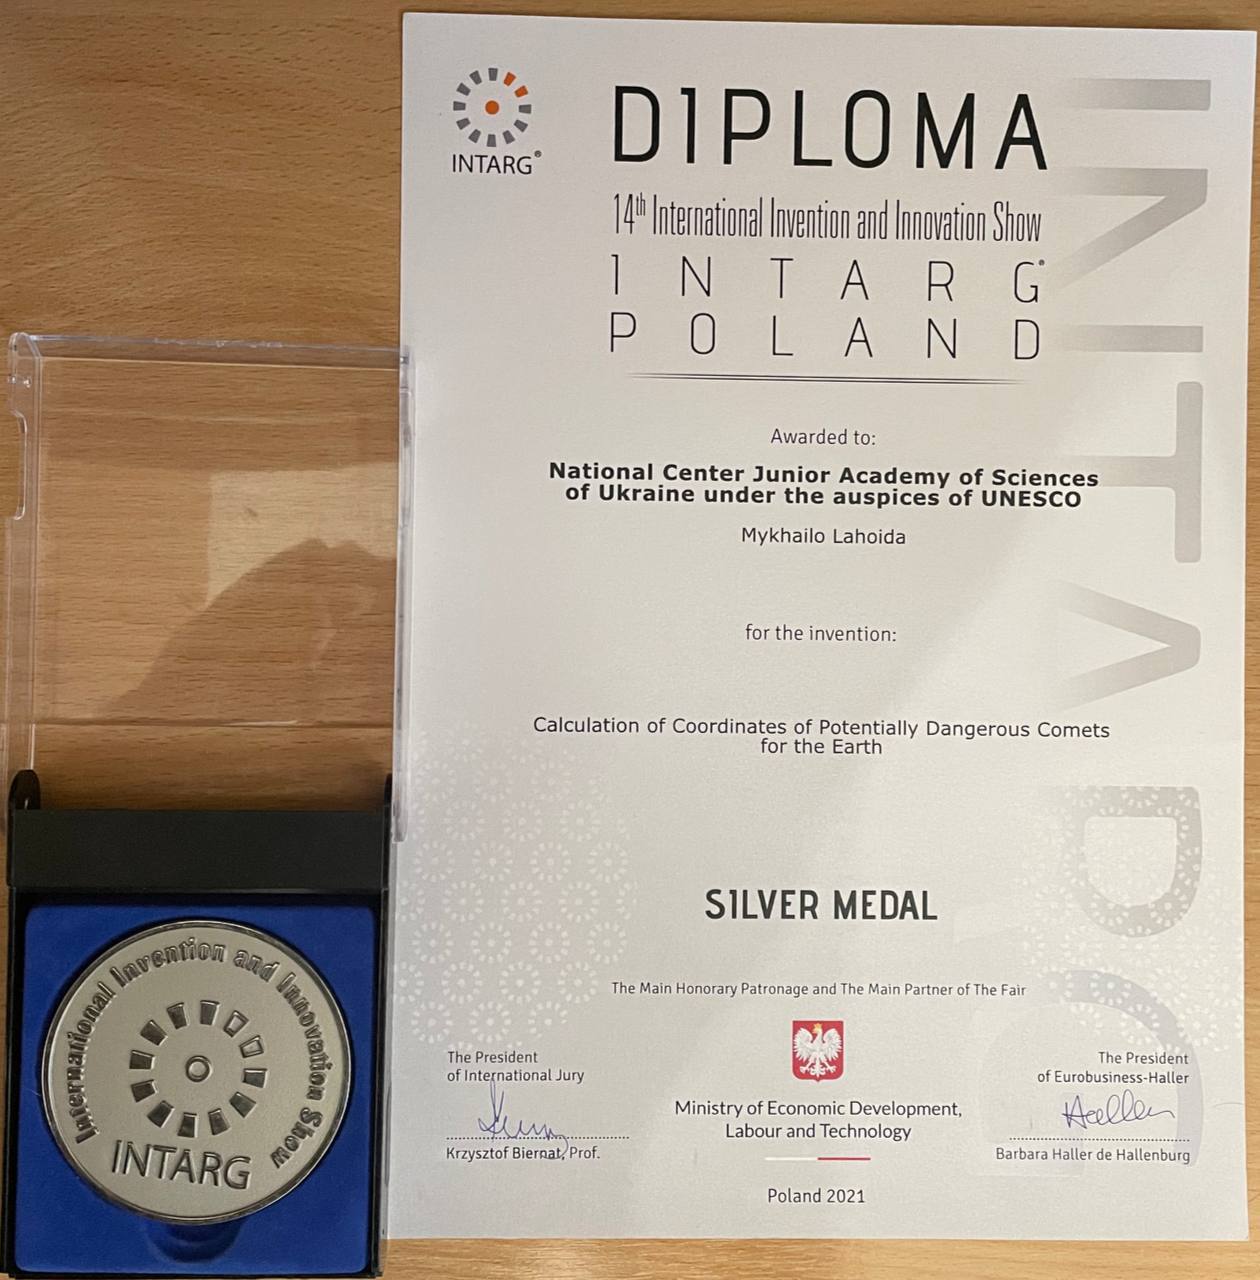 INTARG®
DIPLOMA
14th International Invention and Innovation Show
INTARG®
POLAND
Awarded to:
National Center Junior Academy of Sciences
of Ukraine under the auspices of UNESCO
Mykhailo Lahoida
for the invention:
Calculation of Coordinates of Potentially Dangerous Comets
for the Earth
SILVER MEDAL
The Main Honorary Patronage and The Main Partner of The Fair
The President
of International Jury
Krzysztof Biernat, Prof.
Ministry of Economic Development,
Labour and Technology
Poland 2021
The President
of Eurobusiness-Haller
Haller
Barbara Haller de Hallenburg
INTARG
International Invention and Innovation Show
INTARG